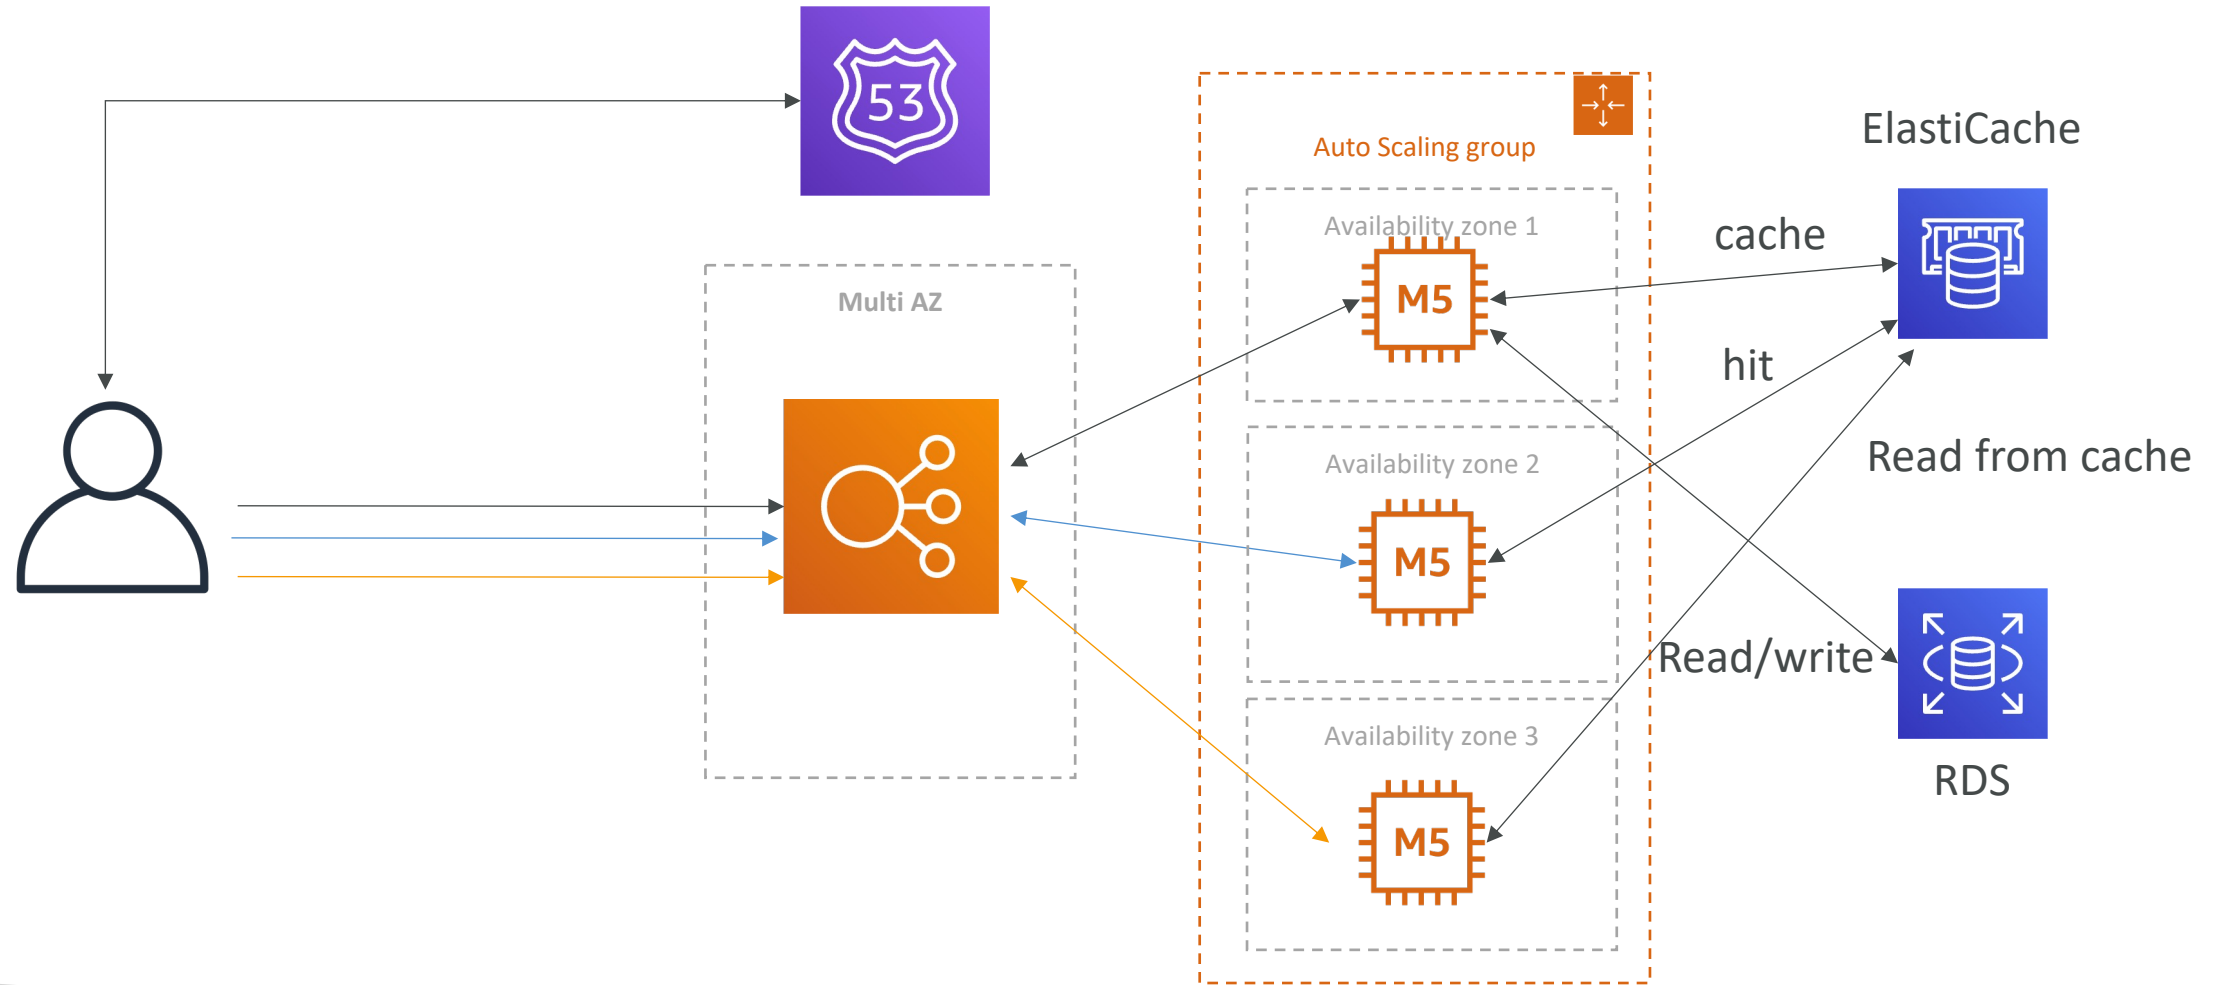 53
Auto Scaling group
ElastiCache
Availability zone 1
cache
Multi AZ
M5
hit
Availability zone 2
Read from cache
M5
Read/write
Availability zone 3
RDS
M5